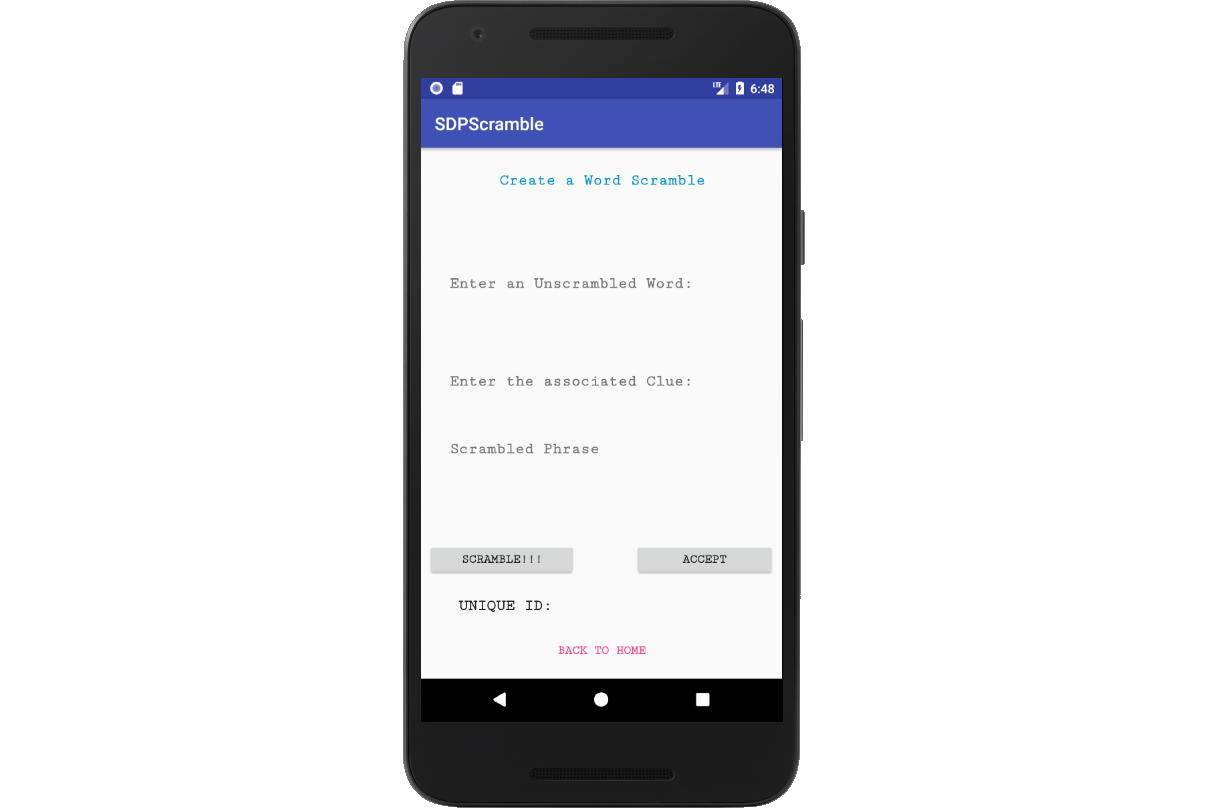 LTE 6:48
SDPScramble
Create a Word Scramble
Enter an Unscrambled Word:
Enter the associated Clue:
Scrambled Phrase
SCRAMBLE!!! ACCEPT
UNIQUE ID:
BACK TO HOME